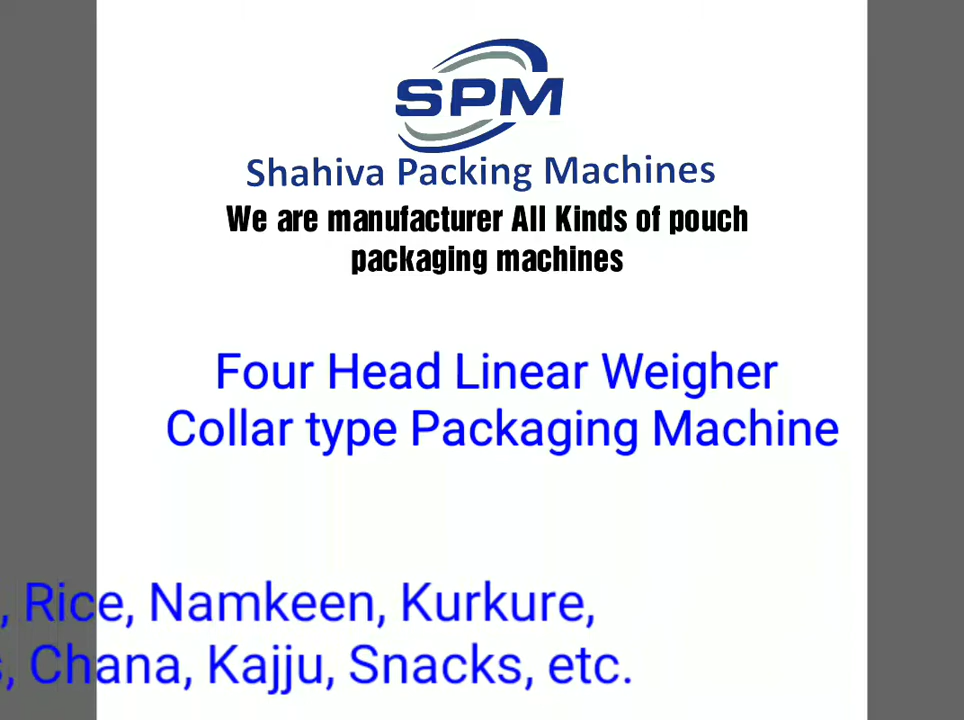 SPM
Shahiva Packing Machines
We are manufacturer All Kinds of pouch
packaging machines
Four Head Linear Weigher
Collar type Packaging Machine
, Rice, Namkeen, Kurkure,
, Chana, Kajju, Snacks, etc.